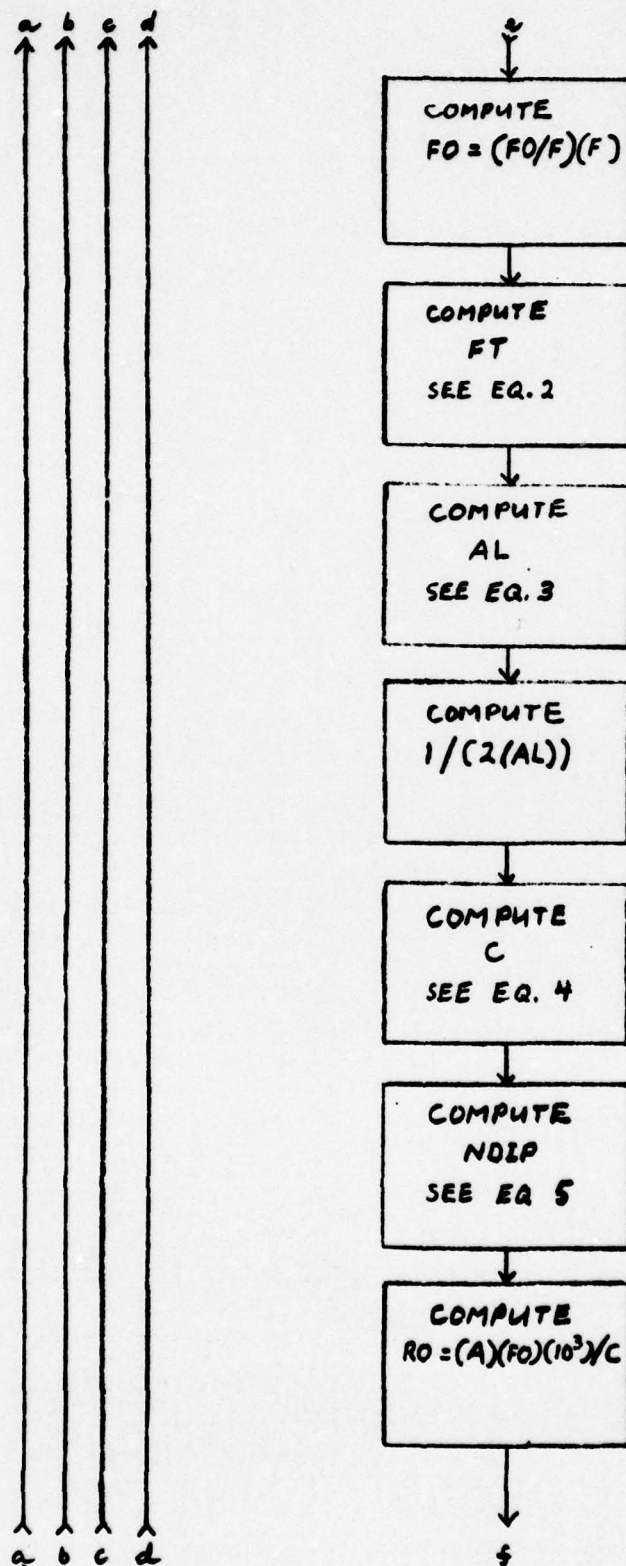 a b c d
e
COMPUTE
FO = (FO/F)(F)
COMPUTE
FT
SEE EQ. 2
COMPUTE
AL
SEE EQ. 3
COMPUTE
1/(2(AL))
COMPUTE
C
SEE EQ. 4
COMPUTE
NDIP
SEE EQ 5
COMPUTE
RO = (A)(FO)(10³)/C
a b c d
f